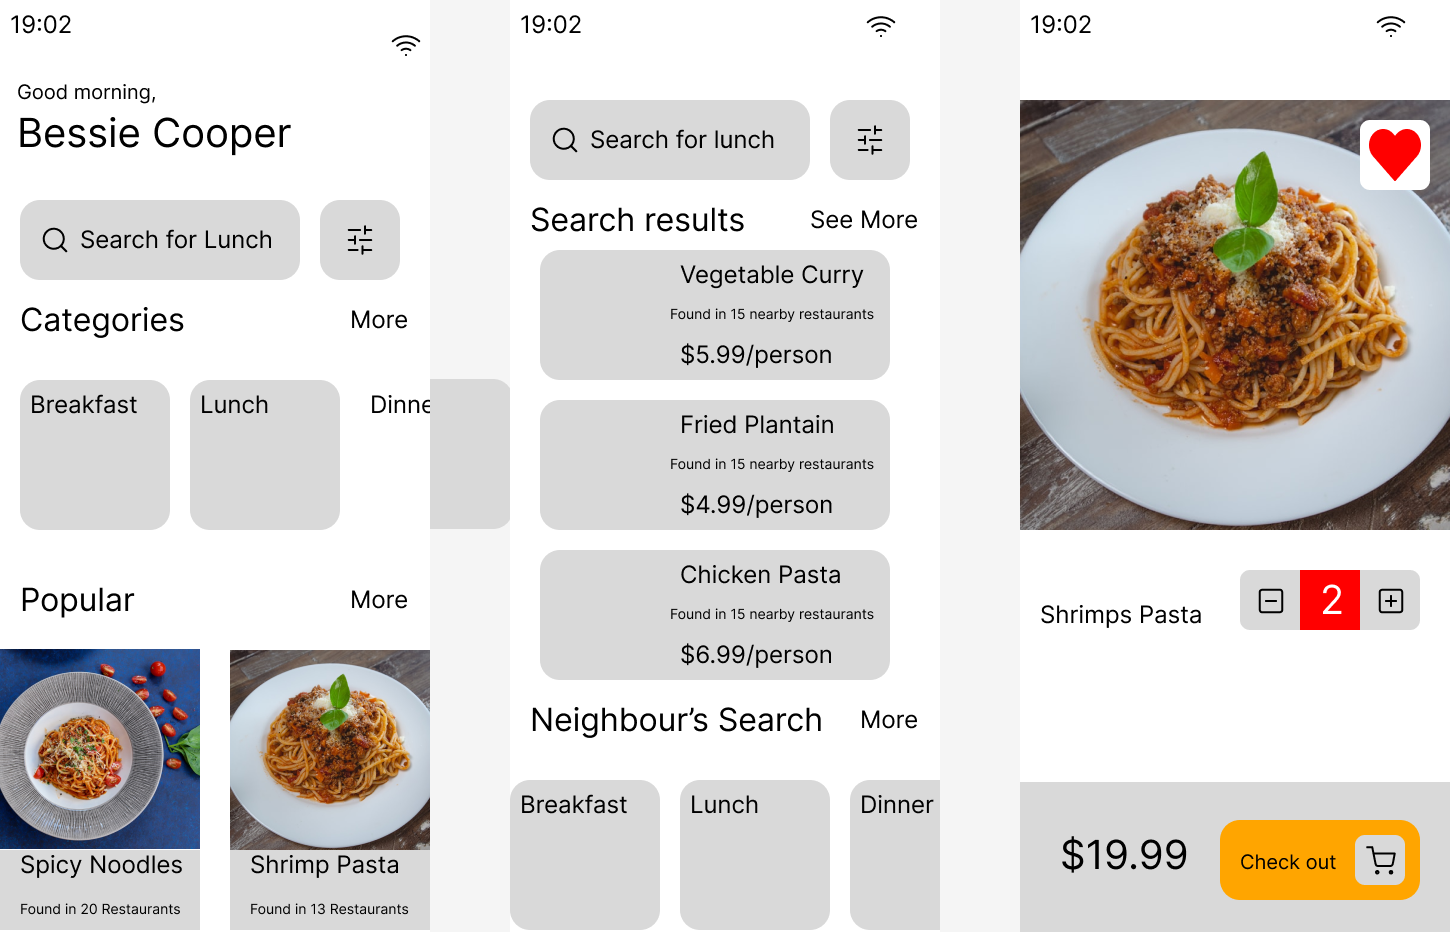 19:02
Good morning,
Bessie Cooper
Search for Lunch
Categories
More
Breakfast
Lunch
Dinne
Popular
More
Spicy Noodles
Found in 20 Restaurants
Shrimp Pasta
Found in 13 Restaurants
19:02
Search for lunch
Search results
See More
Vegetable Curry
Found in 15 nearby restaurants
$5.99/person
Fried Plantain
Found in 15 nearby restaurants
$4.99/person
Chicken Pasta
Found in 15 nearby restaurants
$6.99/person
Neighbour’s Search
More
Breakfast
Lunch
Dinner
19:02
Shrimps Pasta
2
$19.99
Check out